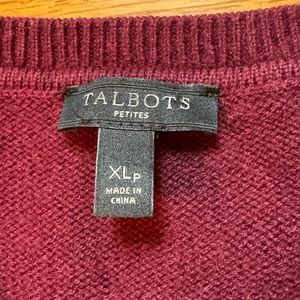 TALBOTS
PETITES
XLP
MADE IN
CHINA